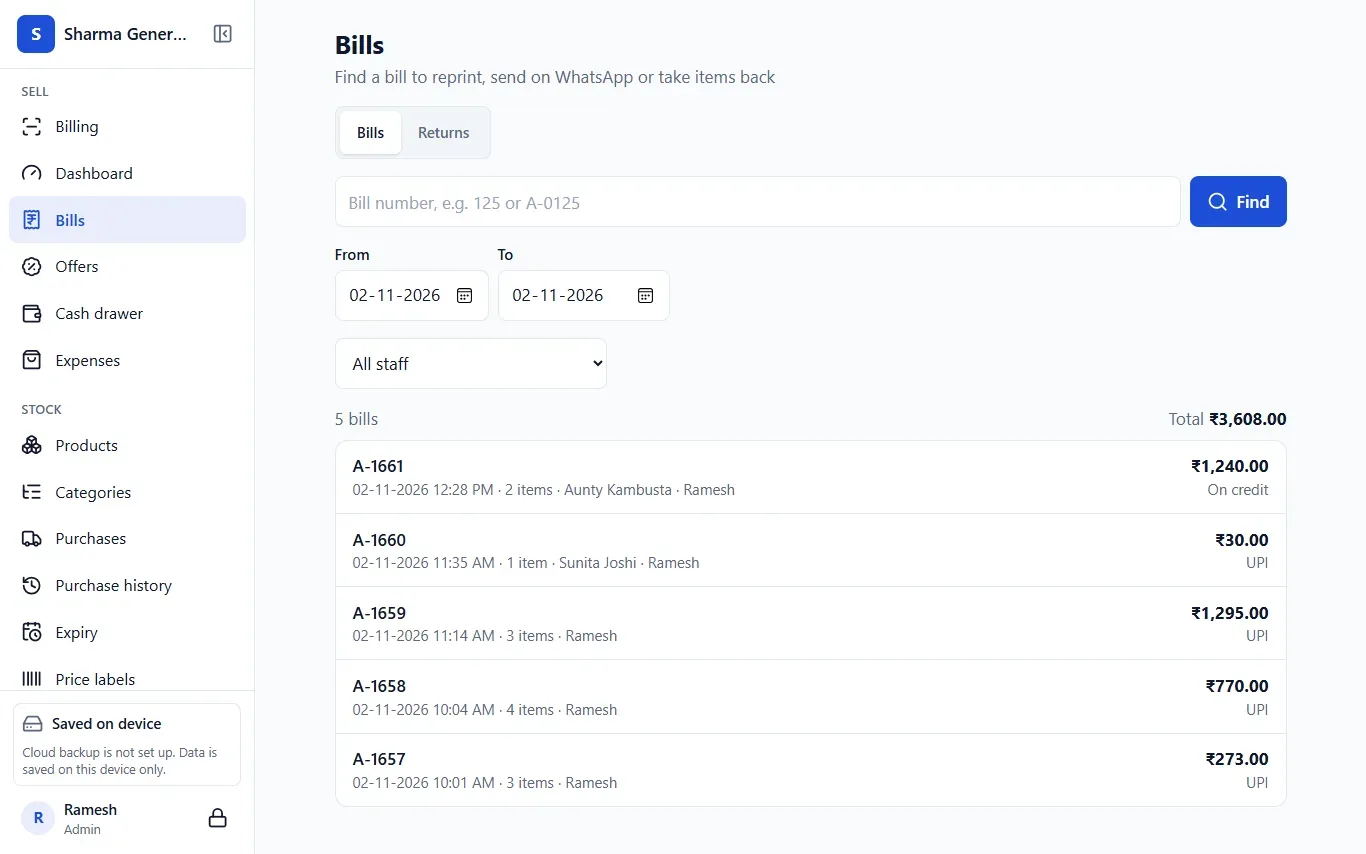 S Sharma Gener...
SELL
Billing
Dashboard
Bills
Offers
Cash drawer
Expenses
STOCK
Products
Categories
Purchases
Purchase history
Expiry
Price labels
Saved on device
Cloud backup is not set up. Data is
saved on this device only.
R Ramesh
Admin
Bills
Find a bill to reprint, send on WhatsApp or take items back
Bills Returns
Bill number, e.g. 125 or A-0125 Find
From To
02-11-2026 02-11-2026
All staff
5 bills Total ₹3,608.00
A-1661 ₹1,240.00
02-11-2026 12:28 PM · 2 items · Aunty Kambusta · Ramesh On credit
A-1660 ₹30.00
02-11-2026 11:35 AM · 1 item · Sunita Joshi · Ramesh UPI
A-1659 ₹1,295.00
02-11-2026 11:14 AM · 3 items · Ramesh UPI
A-1658 ₹770.00
02-11-2026 10:04 AM · 4 items · Ramesh UPI
A-1657 ₹273.00
02-11-2026 10:01 AM · 3 items · Ramesh UPI